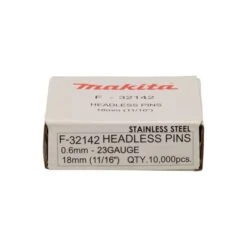 makita
F - 32142
HEADLESS PINS
18mm (11/16")
STAINLESS STEEL
F-32142 HEADLESS PINS
0.6mm - 23GAUGE
18mm (11/16") QTY.10,000pcs.